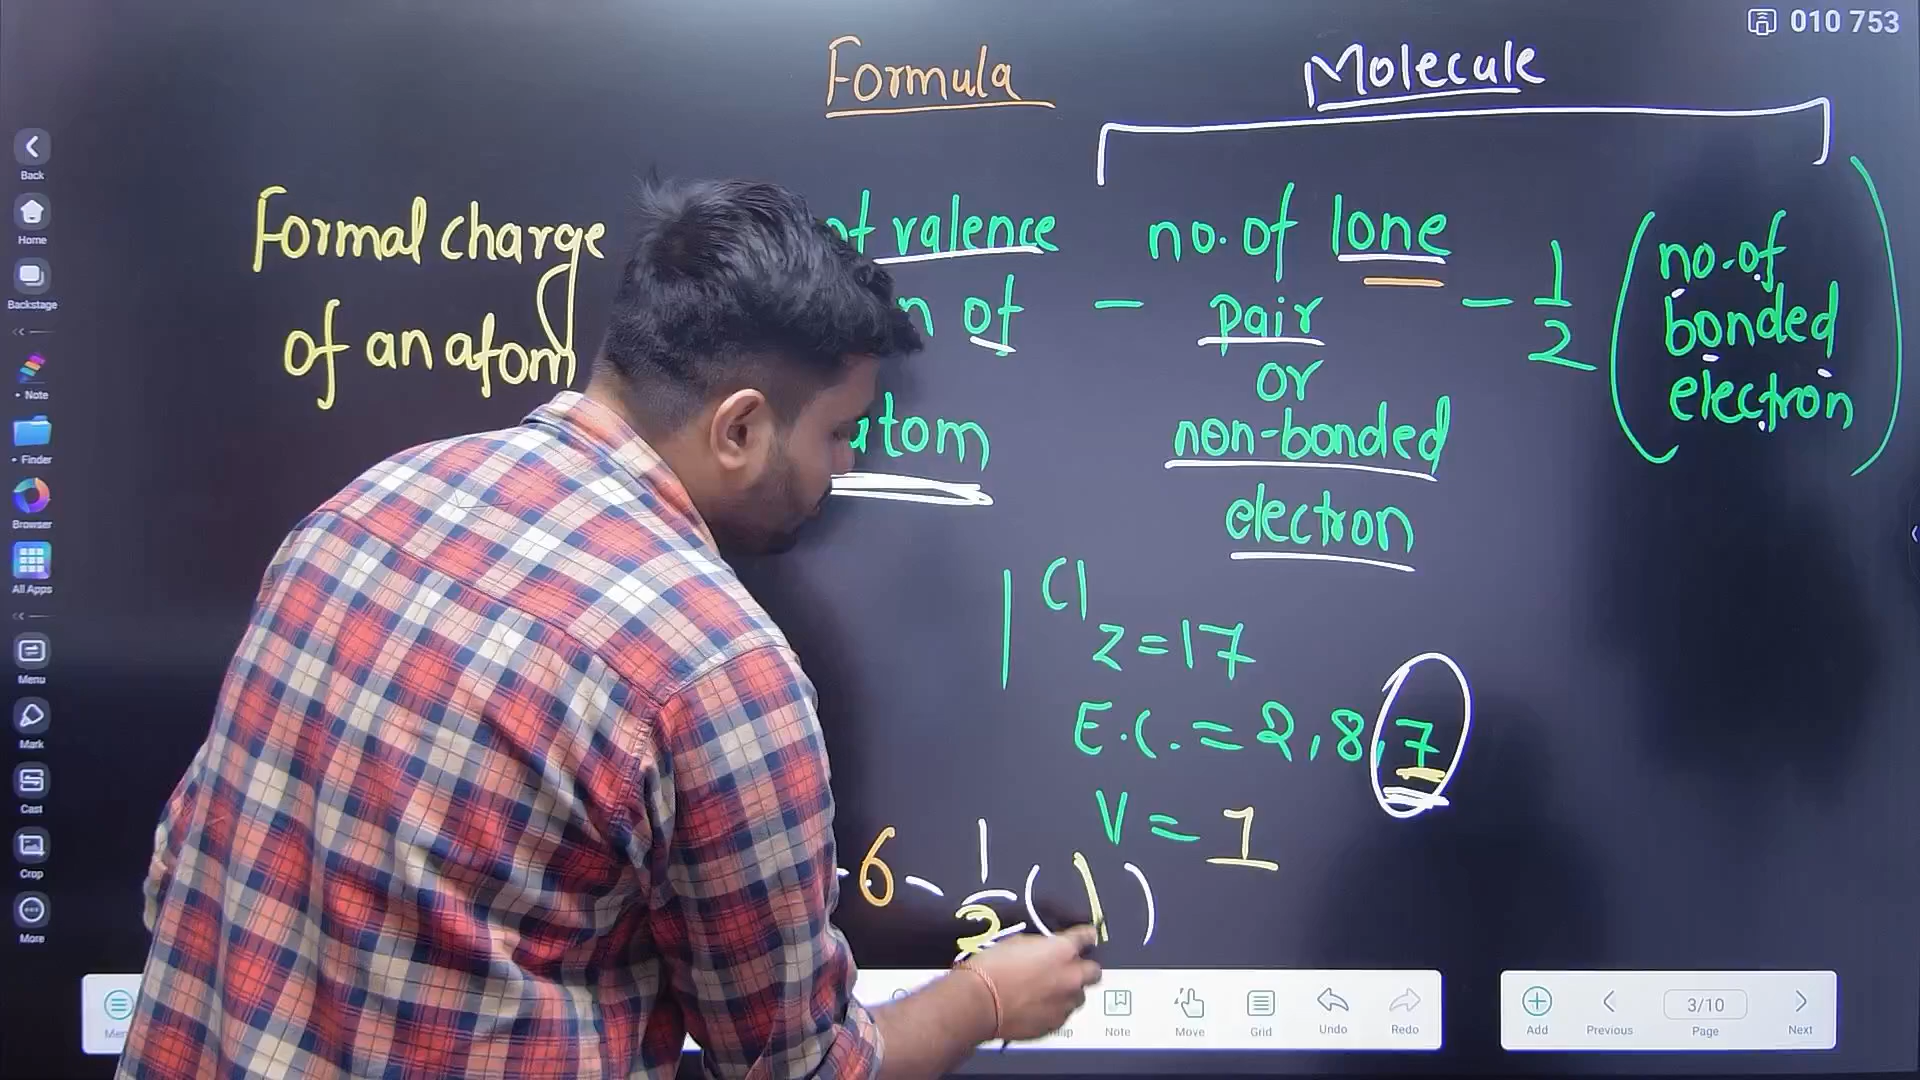 010 753
Formula
Molecule
Formal charge
of an atom
of valence
of
atom
-
no. of lone
pair
or
non-bonded
electron
- 1/2 (
no. of
bonded
electron
)
Cl
z = 17
E.C. = 2, 8, 7
V = 1
- 6 - 1/2 ( )
Back
Home
Backstage
Note
Finder
Browser
All Apps
Menu
Mark
Cast
Crop
More
Note
Move
Grid
Undo
Redo
Add
Previous
3/10
Page
Next